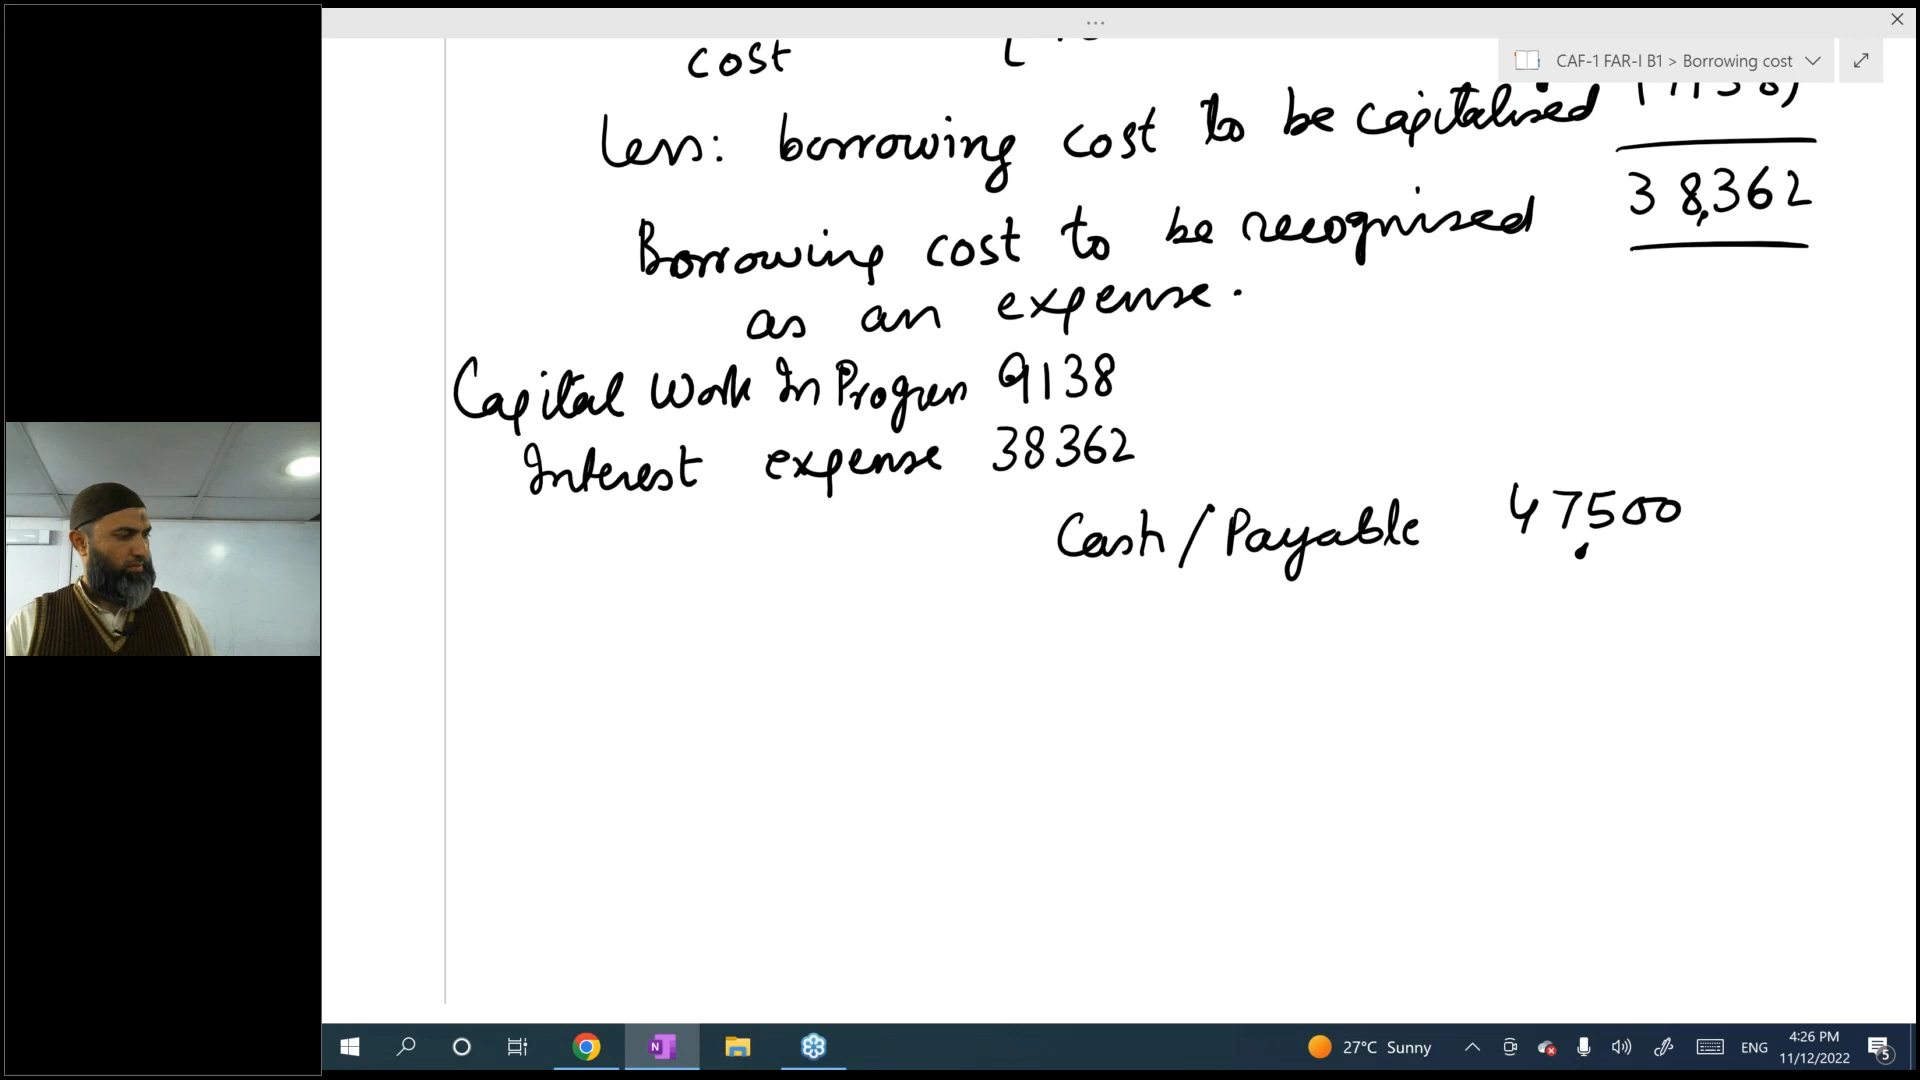 CAF-1 FAR-I B1 > Borrowing cost
cost
Less: borrowing cost to be capitalised
38,362
Borrowing cost to be recognised
as an expense.
Capital Work In Progress 9138
Interest expense 38362
Cash/Payable 47500
27°C Sunny
ENG
4:26 PM
11/12/2022
5